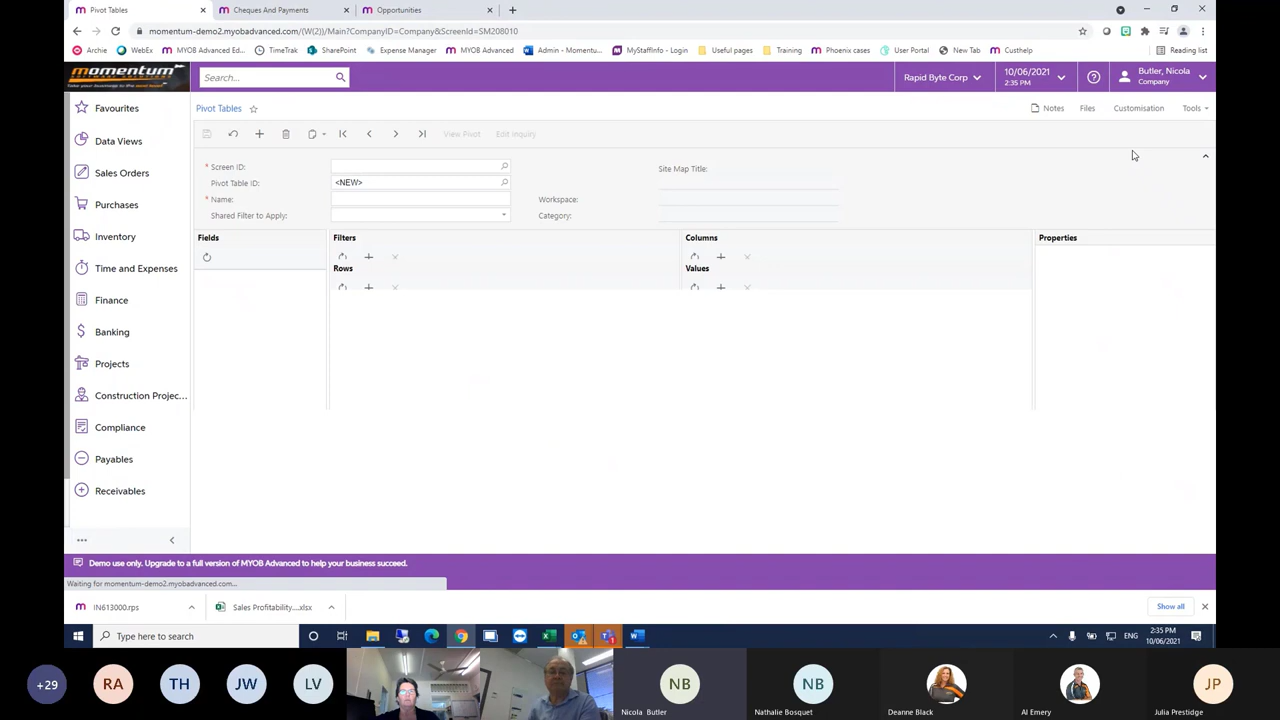 Pivot Tables
Cheques And Payments
Opportunities
momentum-demo2.myobadvanced.com/(W(2))/Main?CompanyID=Company&ScreenId=SM208010
Archie
WebEx
MYOB Advanced Ed...
TimeTrak
SharePoint
Expense Manager
MYOB Advanced
Admin - Momentu...
MyStaffInfo - Login
Useful pages
Training
Phoenix cases
User Portal
New Tab
Custhelp
Reading list
momentum
Search...
Rapid Byte Corp
10/06/2021
2:35 PM
Butler, Nicola
Company
Favourites
Data Views
Sales Orders
Purchases
Inventory
Time and Expenses
Finance
Banking
Projects
Construction Projec...
Compliance
Payables
Receivables
Pivot Tables
Notes
Files
Customisation
Tools
View Pivot
Edit Inquiry
* Screen ID:
Pivot Table ID:
<NEW>
* Name:
Shared Filter to Apply:
Site Map Title:
Workspace:
Category:
Fields
Filters
Columns
Properties
Rows
Values
Demo use only. Upgrade to a full version of MYOB Advanced to help your business succeed.
Waiting for momentum-demo2.myobadvanced.com...
IN613000.rps
Sales Profitability....xlsx
Show all
Type here to search
ENG
2:35 PM
10/06/2021
+29
RA
TH
JW
LV
NB
Nicola Butler
NB
Nathalie Bosquet
Deanne Black
Al Emery
JP
Julia Prestidge